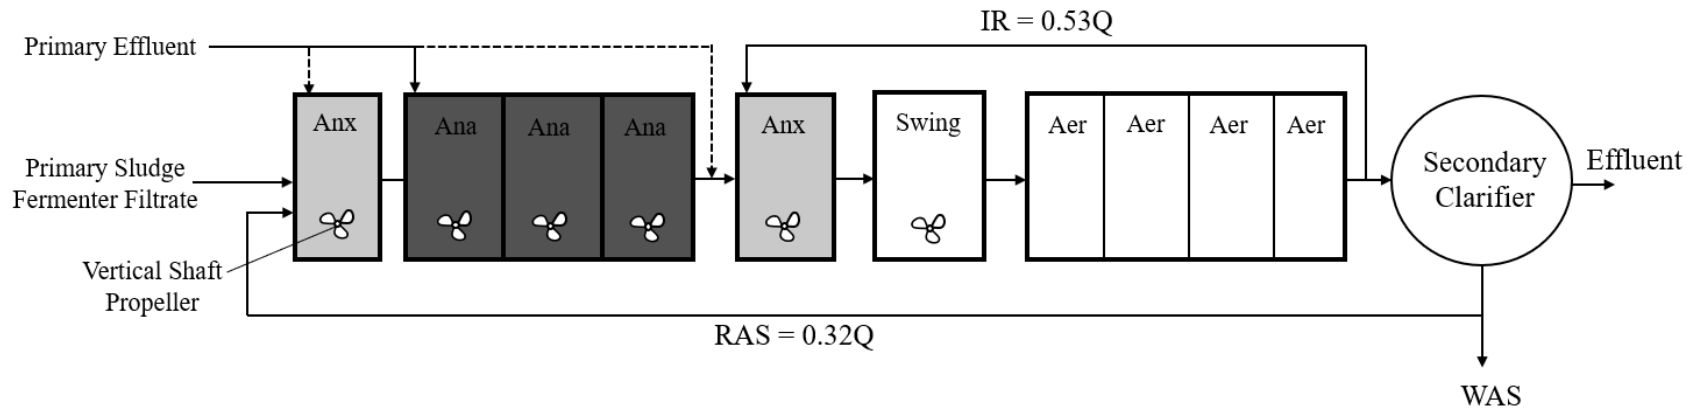 IR = 0.53Q
Primary Effluent
Anx
Ana
Ana
Ana
Anx
Swing
Aer
Aer
Aer
Aer
Primary Sludge
Fermenter Filtrate
Secondary
Clarifier
Effluent
Vertical Shaft
Propeller
RAS = 0.32Q
WAS